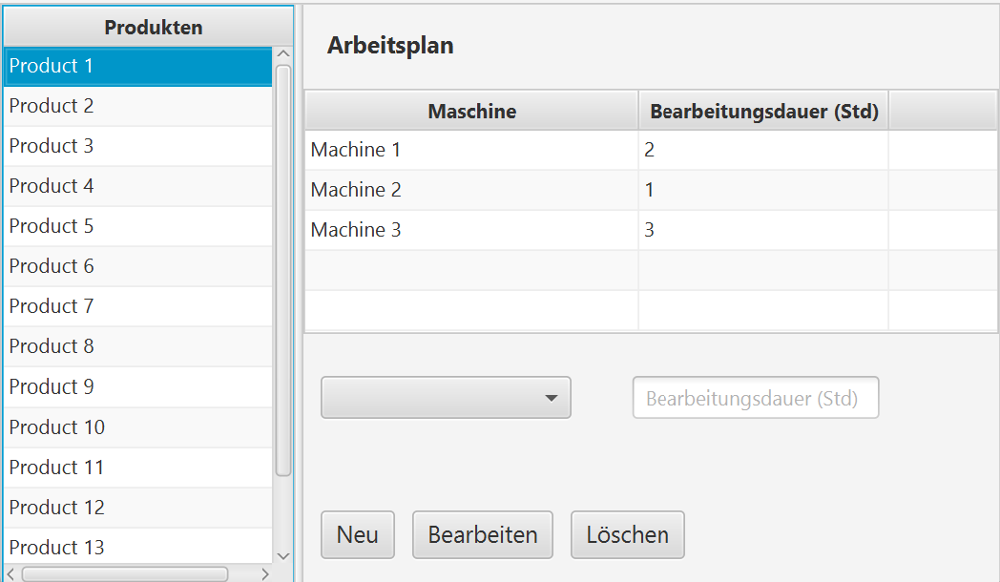 Produkten
Product 1
Product 2
Product 3
Product 4
Product 5
Product 6
Product 7
Product 8
Product 9
Product 10
Product 11
Product 12
Product 13
Arbeitsplan
Maschine Bearbeitungsdauer (Std)
Machine 1 2
Machine 2 1
Machine 3 3
Bearbeitungsdauer (Std)
Neu Bearbeiten Löschen